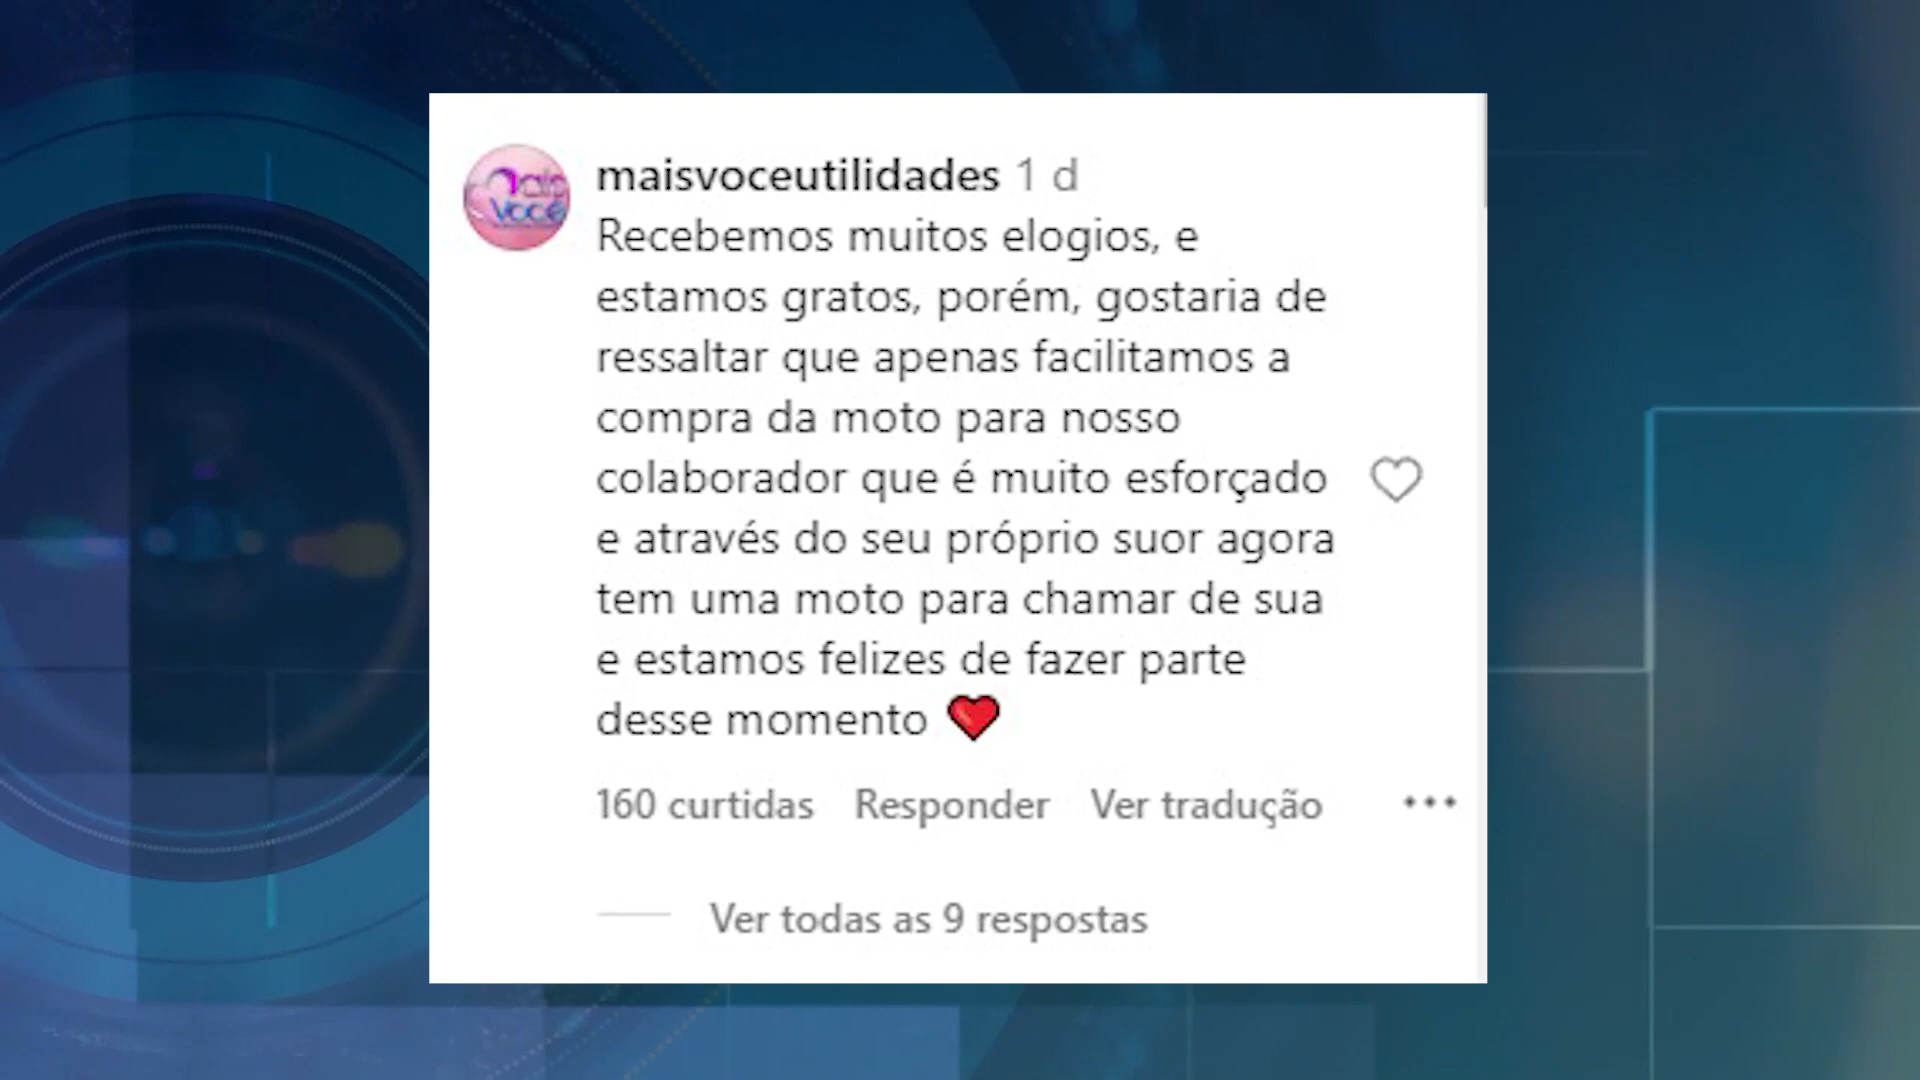 Mais
Você
maisvoceutilidades 1 d
Recebemos muitos elogios, e
estamos gratos, porém, gostaria de
ressaltar que apenas facilitamos a
compra da moto para nosso
colaborador que é muito esforçado
e através do seu próprio suor agora
tem uma moto para chamar de sua
e estamos felizes de fazer parte
desse momento ❤️
160 curtidas Responder Ver tradução
Ver todas as 9 respostas